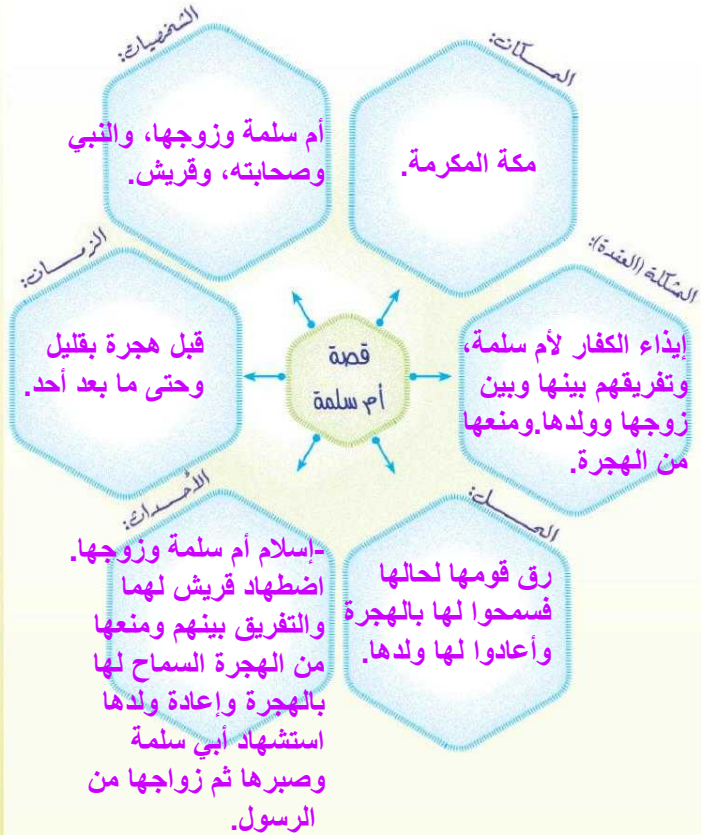 الشخصيات:
أم سلمة وزوجها، والنبي
وصحابته، وقريش.
المكان:
مكة المكرمة.
الزمان:
قبل هجرة بقليل
وحتى ما بعد أحد.
قصة
أم سلمة
المشكلة (العقدة):
إيذاء الكفار لأم سلمة،
وتفريقهم بينها وبين
زوجها وولدها.ومنعها
من الهجرة.
الأحداث:
-إسلام أم سلمة وزوجها.
اضطهاد قريش لهما
والتفريق بينهم ومنعها
من الهجرة السماح لها
بالهجرة وإعادة ولدها
استشهاد أبي سلمة
وصبرها ثم زواجها من
الرسول.
الحل:
رق قومها لحالها
فسمحوا لها بالهجرة
وأعادوا لها ولدها.